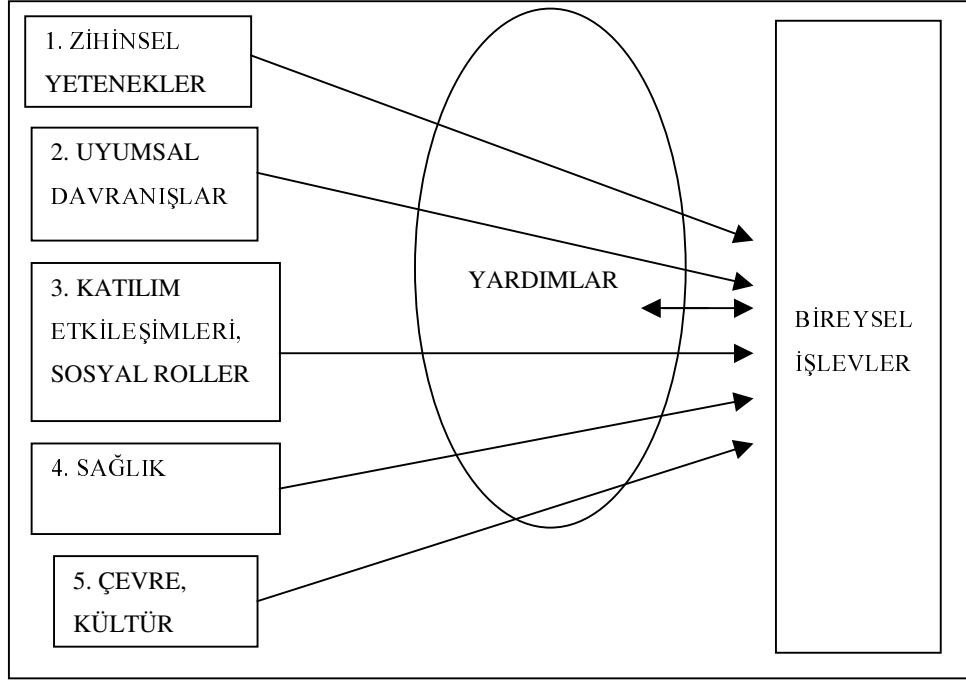 1. ZİHİNSEL
YETENEKLER
2. UYUMSAL
DAVRANIŞLAR
3. KATILIM
ETKİLEŞİMLERİ,
SOSYAL ROLLER
4. SAĞLIK
5. ÇEVRE,
KÜLTÜR
YARDIMLAR
BİREYSEL
İŞLEVLER